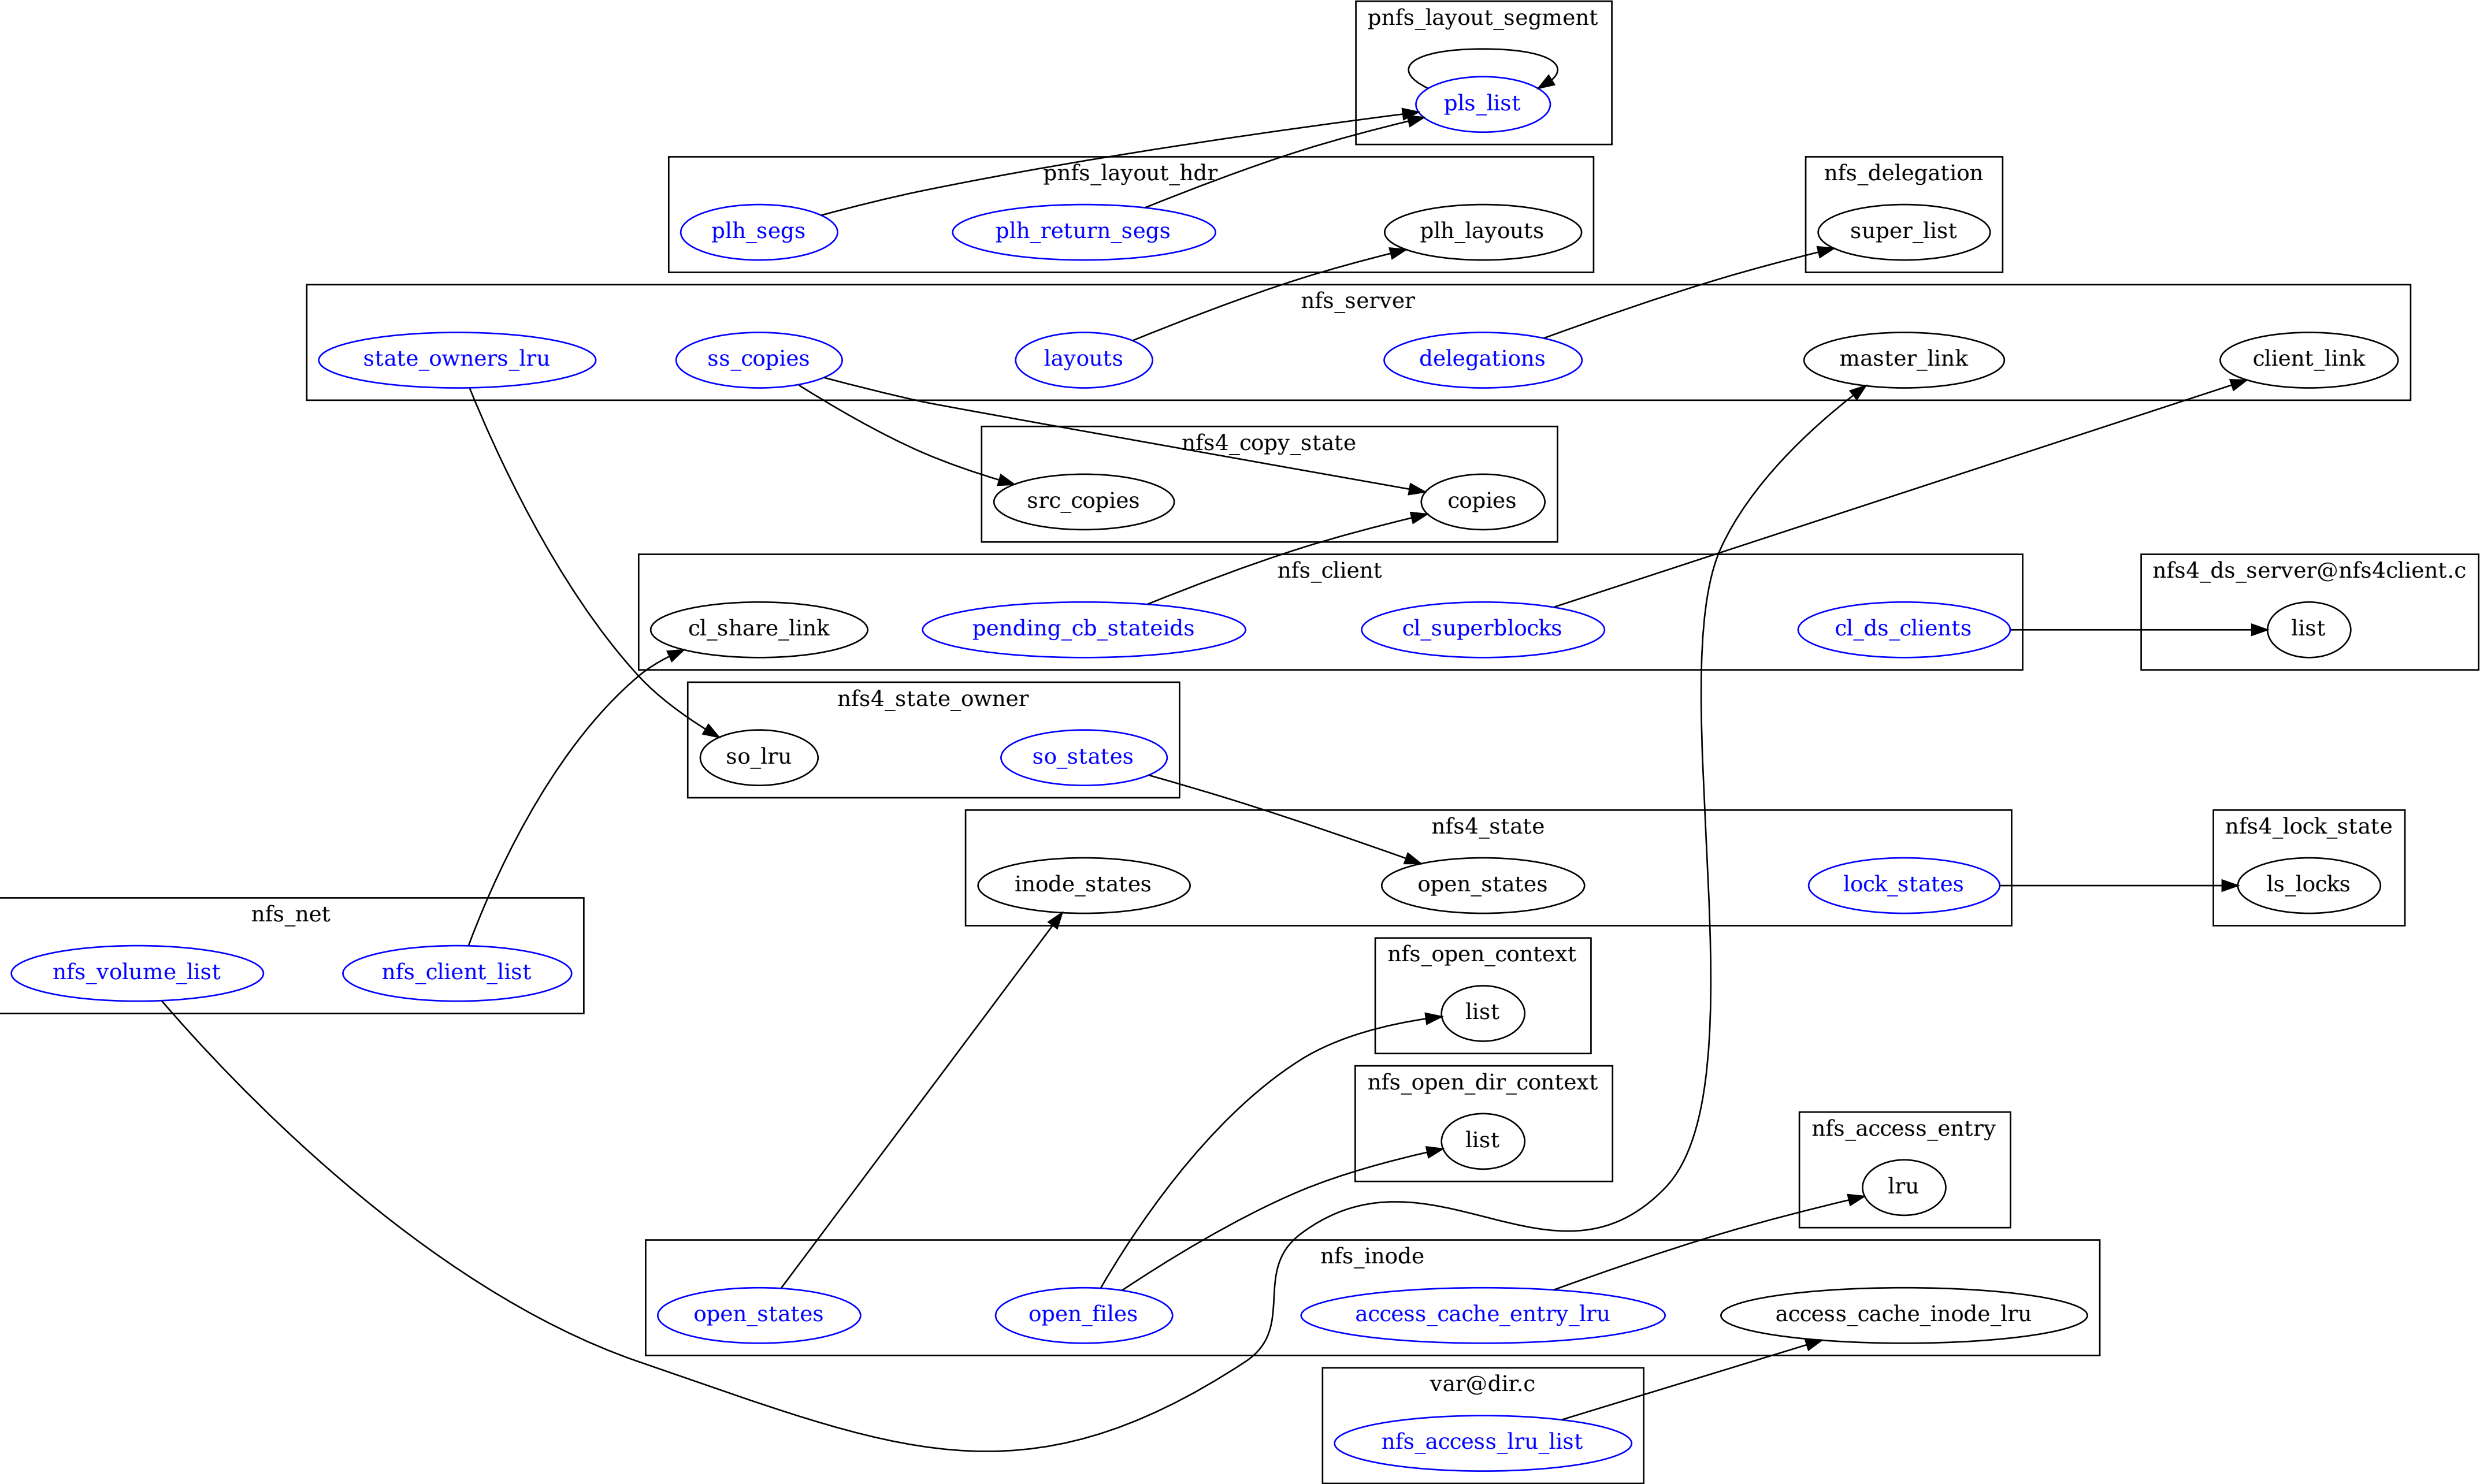 pnfs_layout_segment
pls_list
pnfs_layout_hdr
plh_segs
plh_return_segs
plh_layouts
nfs_delegation
super_list
nfs_server
state_owners_lru
ss_copies
layouts
delegations
master_link
client_link
nfs4_copy_state
src_copies
copies
nfs_client
cl_share_link
pending_cb_stateids
cl_superblocks
cl_ds_clients
nfs4_ds_server@nfs4client.c
list
nfs4_state_owner
so_lru
so_states
nfs4_state
inode_states
open_states
lock_states
nfs4_lock_state
ls_locks
nfs_net
nfs_volume_list
nfs_client_list
nfs_open_context
list
nfs_open_dir_context
list
nfs_access_entry
lru
nfs_inode
open_states
open_files
access_cache_entry_lru
access_cache_inode_lru
var@dir.c
nfs_access_lru_list